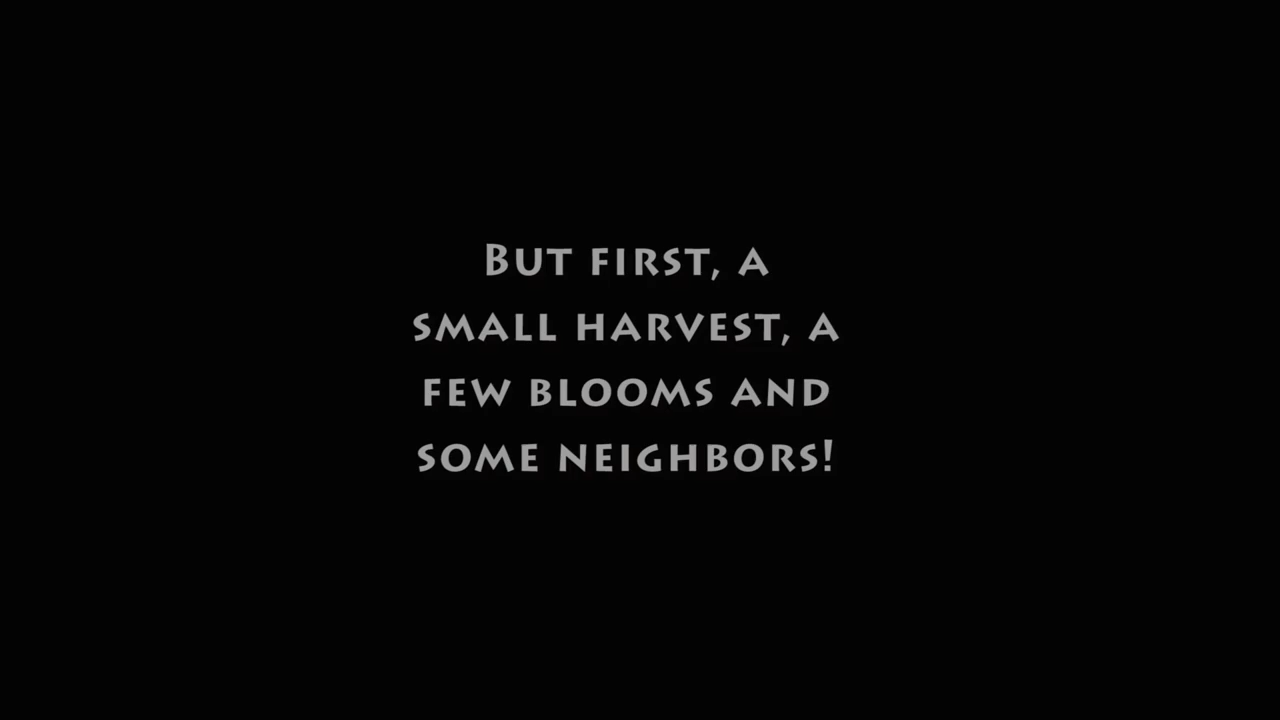 But first, a
small harvest, a
few blooms and
some neighbors!